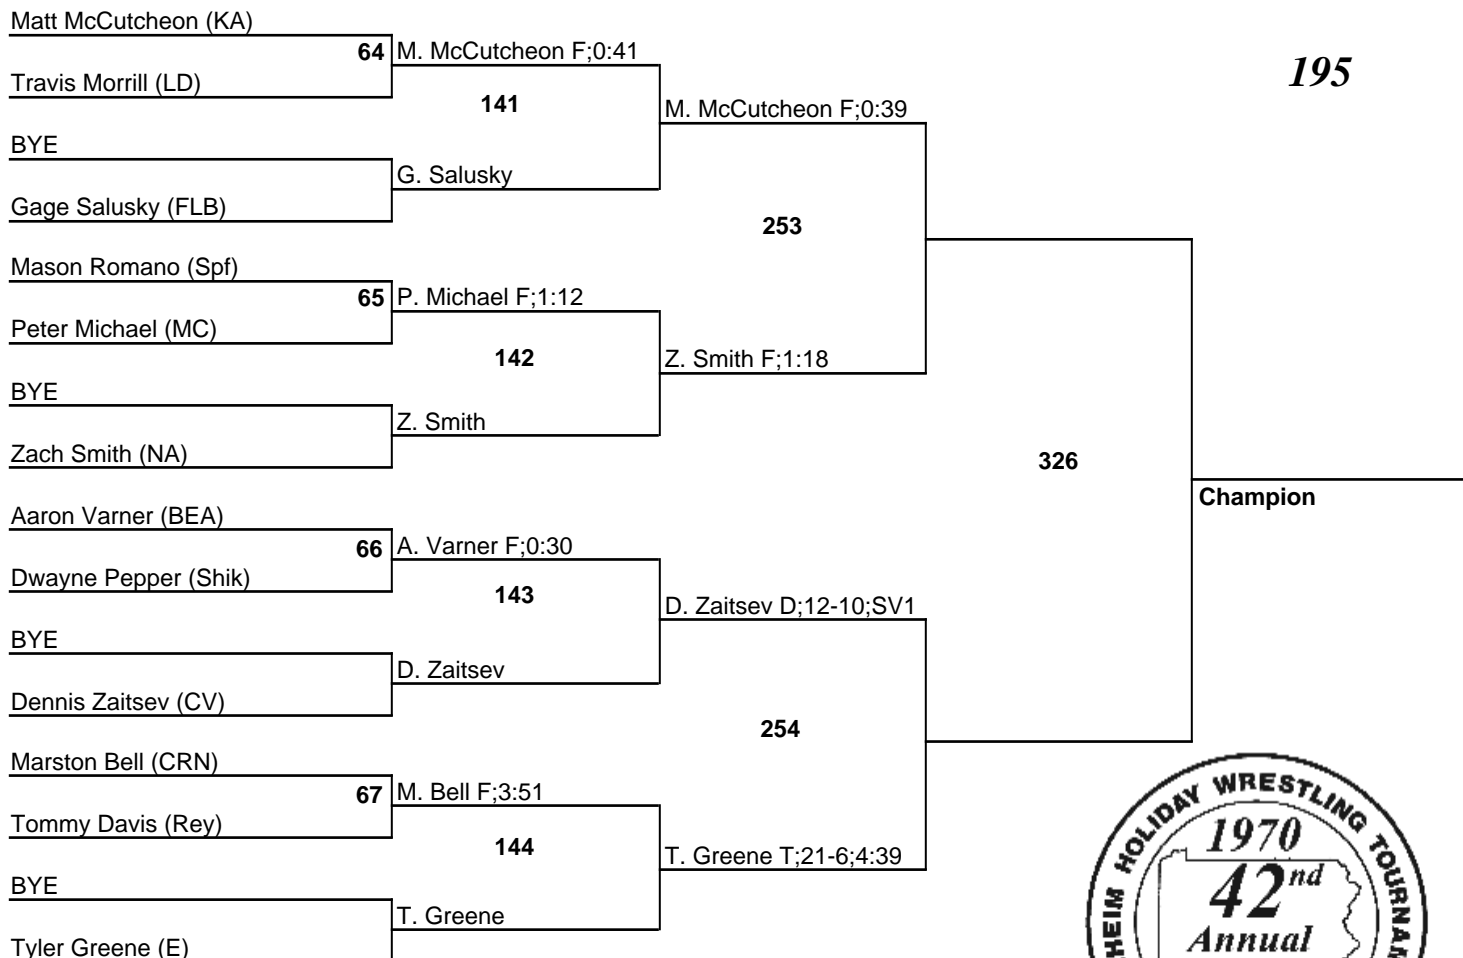 Matt McCutcheon (KA)
64
M. McCutcheon F;0:41
195
Travis Morrill (LD)
141
M. McCutcheon F;0:39
BYE
G. Salusky
Gage Salusky (FLB)
253
Mason Romano (Spf)
65
P. Michael F;1:12
Peter Michael (MC)
142
Z. Smith F;1:18
BYE
Z. Smith
Zach Smith (NA)
326
Champion
Aaron Varner (BEA)
66
A. Varner F;0:30
Dwayne Pepper (Shik)
143
D. Zaitsev D;12-10;SV1
BYE
D. Zaitsev
Dennis Zaitsev (CV)
254
Marston Bell (CRN)
67
M. Bell F;3:51
Tommy Davis (Rey)
144
T. Greene T;21-6;4:39
BYE
T. Greene
Tyler Greene (E)
HEIM HOLIDAY WRESTLING TOURNAM
1970
42nd
Annual